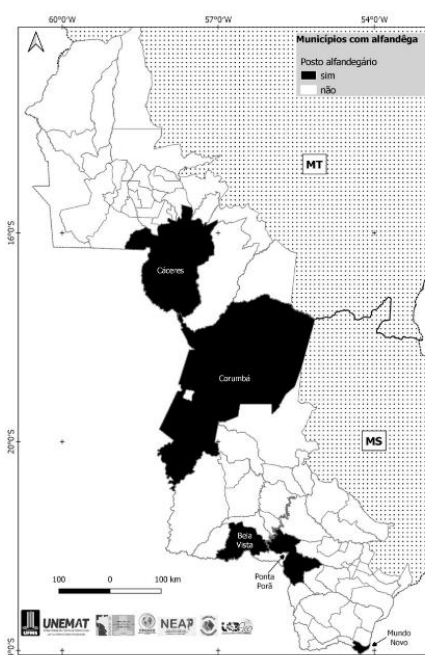 60°0'W 57°0'W 54°0'W
Municípios com alfandêga
Posto alfandegário
sim
não
MT
16°0'S
Cáceres
Corumbá
20°0'S
MS
Bela
Vista
Ponta
Porã
100 0 100 km
Mundo
Novo
UFMS
UNEMAT
NEAP